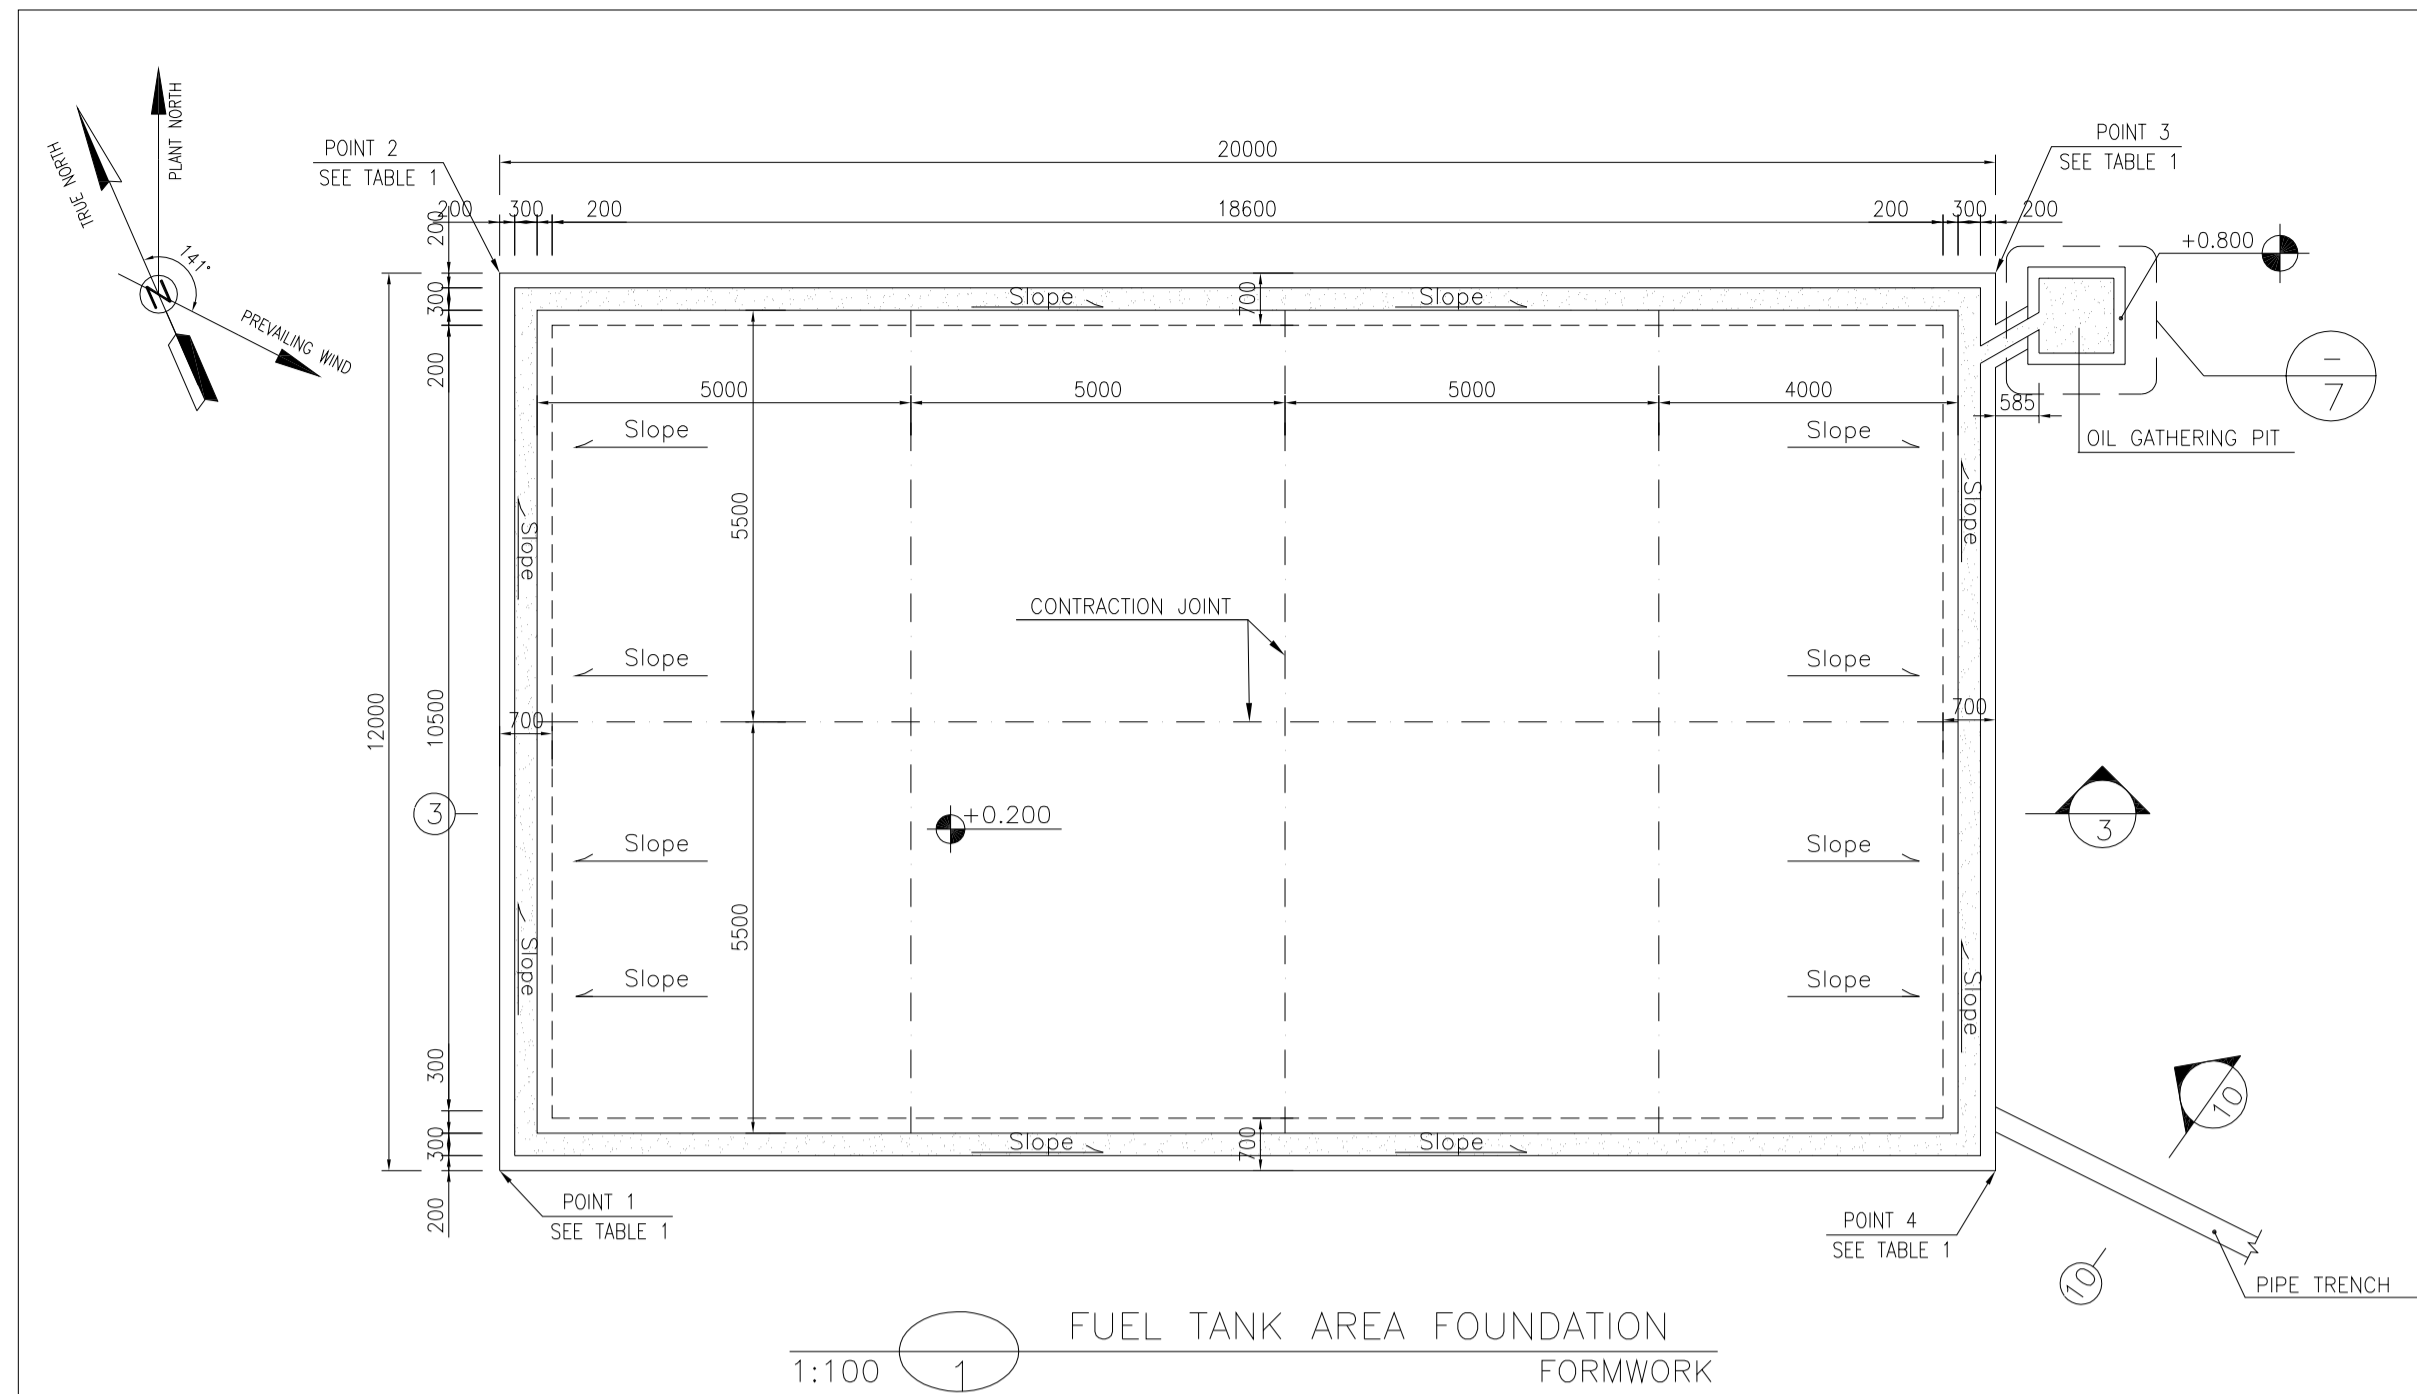 PLANT NORTH
TRUE NORTH
141°
N
PREVAILING WIND
POINT 2
SEE TABLE 1
20000
POINT 3
SEE TABLE 1
200 300 200 18600 200 300 200
+0.800
200
300
200
Slope Slope
700
5000 5000 5000 4000
585
–
7
OIL GATHERING PIT
Slope Slope
5500
Slope Slope
CONTRACTION JOINT
Slope Slope
12000
10500
700 700
3
+0.200
3
Slope Slope
5500
Slope Slope
Slope Slope
300
300
200
10
Slope Slope
700
POINT 1
SEE TABLE 1
POINT 4
SEE TABLE 1
10
PIPE TRENCH
FUEL TANK AREA FOUNDATION
1:100 1 FORMWORK